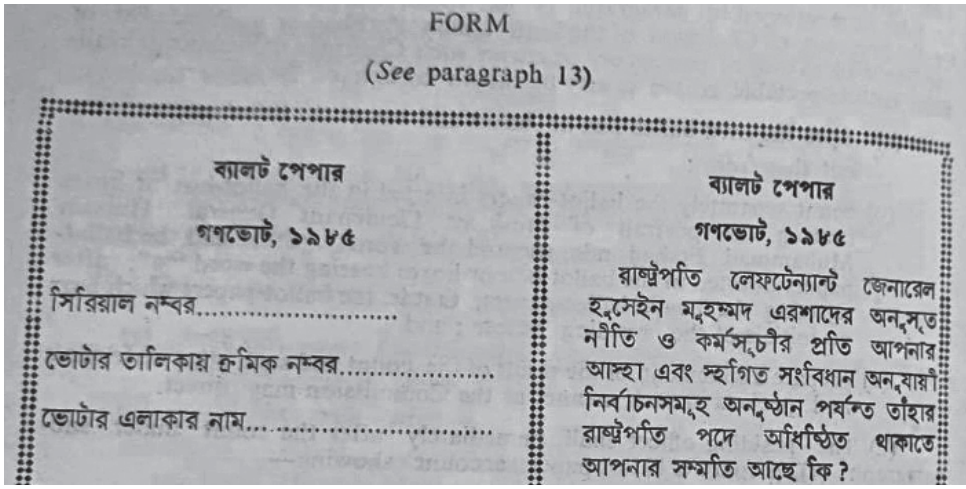 FORM
(See paragraph 13)
ব্যালট পেপার
গণভোট, ১৯৮৫
সিরিয়াল নম্বর..............................
ভোটার তালিকায় ক্রমিক নম্বর......................
ভোটার এলাকার নাম....................................
ব্যালট পেপার
গণভোট, ১৯৮৫
রাষ্ট্রপতি লেফটেন্যান্ট জেনারেল
হুসেইন মুহম্মদ এরশাদের অনুসৃত
নীতি ও কর্মসূচীর প্রতি আপনার
আস্হা এবং স্হগিত সংবিধান অনুযায়ী
নির্বাচনসমূহ অনুষ্ঠান পর্যন্ত তাঁহার
রাষ্ট্রপতি পদে অধিষ্ঠিত থাকাতে
আপনার সম্মতি আছে কি ?